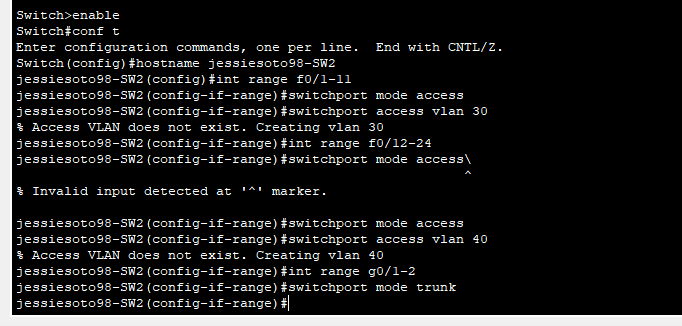 Switch>enable
Switch#conf t
Enter configuration commands, one per line.  End with CNTL/Z.
Switch(config)#hostname jessiesoto98-SW2
jessiesoto98-SW2(config)#int range f0/1-11
jessiesoto98-SW2(config-if-range)#switchport mode access
jessiesoto98-SW2(config-if-range)#switchport access vlan 30
% Access VLAN does not exist. Creating vlan 30
jessiesoto98-SW2(config-if-range)#int range f0/12-24
jessiesoto98-SW2(config-if-range)#switchport mode access\
^
% Invalid input detected at '^' marker.
jessiesoto98-SW2(config-if-range)#switchport mode access
jessiesoto98-SW2(config-if-range)#switchport access vlan 40
% Access VLAN does not exist. Creating vlan 40
jessiesoto98-SW2(config-if-range)#int range g0/1-2
jessiesoto98-SW2(config-if-range)#switchport mode trunk
jessiesoto98-SW2(config-if-range)#